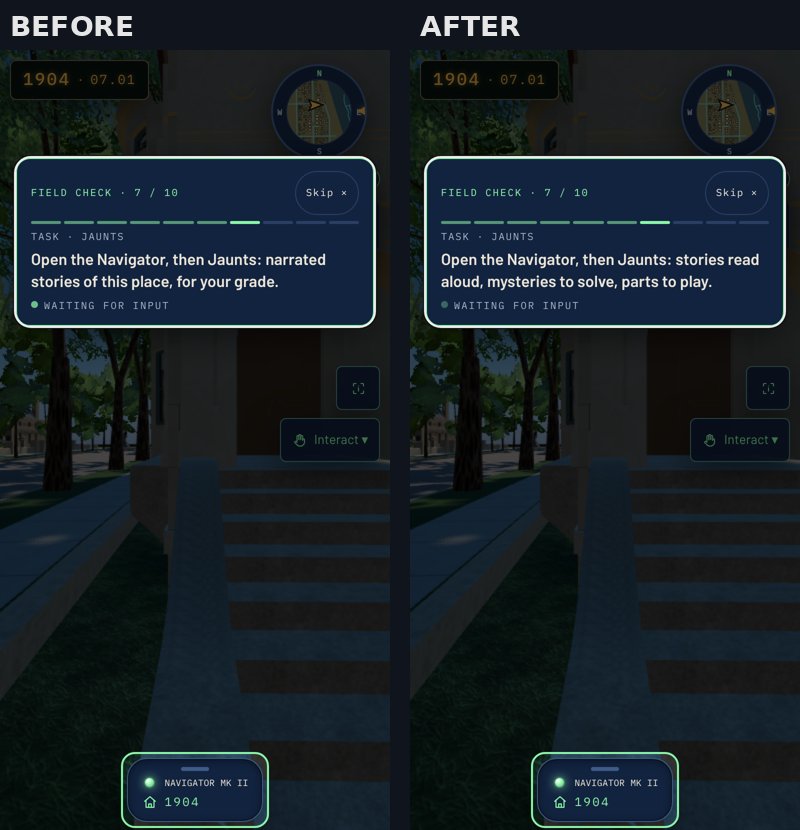 BEFORE
1904 · 07.01
N
W
S
FIELD CHECK · 7 / 10
Skip ×
TASK · JAUNTS
Open the Navigator, then Jaunts: narrated
stories of this place, for your grade.
WAITING FOR INPUT
Interact ▾
NAVIGATOR MK II
1904
AFTER
1904 · 07.01
N
W
S
FIELD CHECK · 7 / 10
Skip ×
TASK · JAUNTS
Open the Navigator, then Jaunts: stories read
aloud, mysteries to solve, parts to play.
WAITING FOR INPUT
Interact ▾
NAVIGATOR MK II
1904